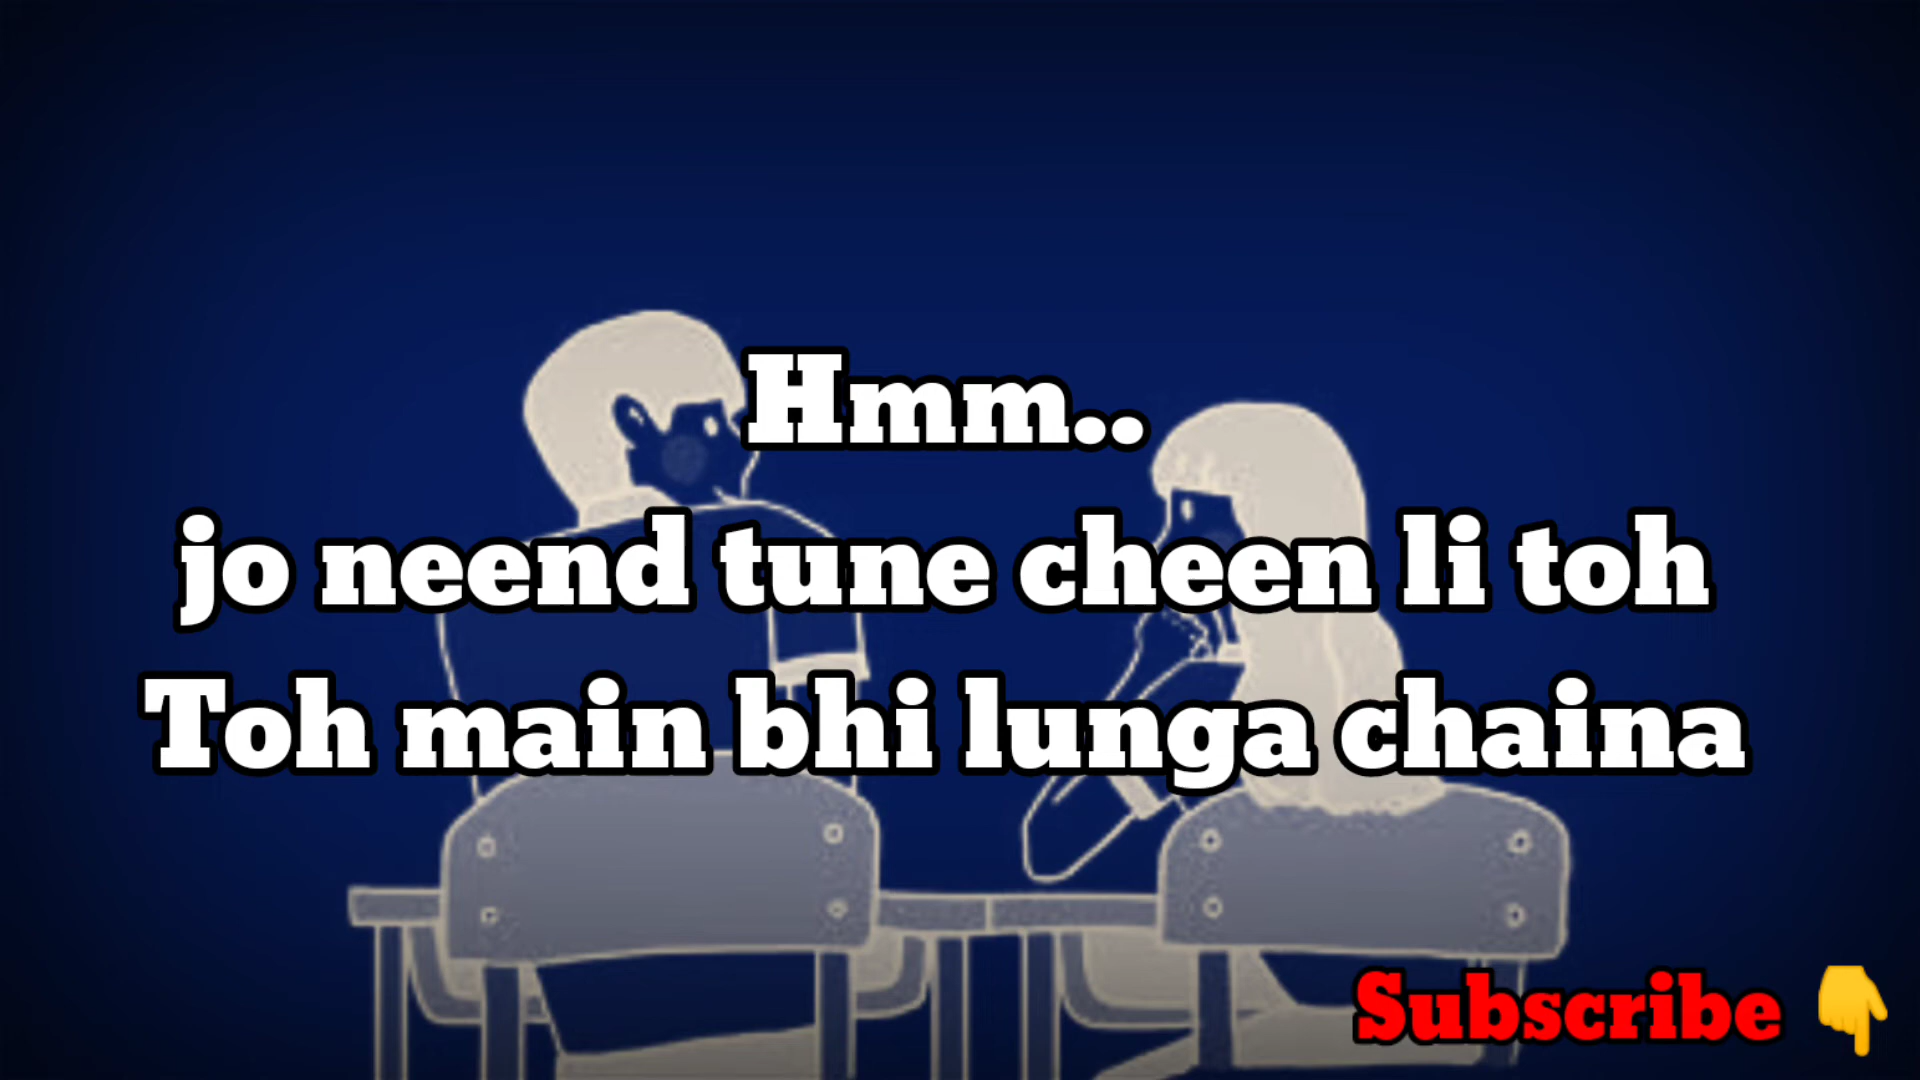 Hmm..
jo neend tune cheen li toh
Toh main bhi lunga chaina
Subscribe 👇